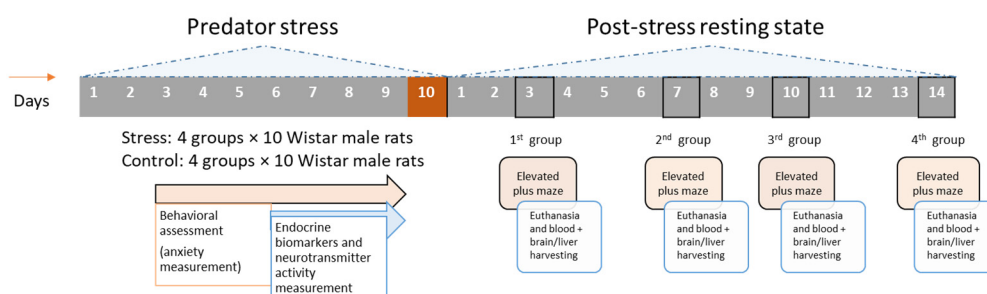 Predator stress
Post-stress resting state
Days
1 2 3 4 5 6 7 8 9 10 1 2 3 4 5 6 7 8 9 10 11 12 13 14
Stress: 4 groups × 10 Wistar male rats
Control: 4 groups × 10 Wistar male rats
Behavioral
assessment
(anxiety
measurement)
Endocrine
biomarkers and
neurotransmitter
activity
measurement
1st group
Elevated
plus maze
Euthanasia
and blood +
brain/liver
harvesting
2nd group
Elevated
plus maze
Euthanasia
and blood +
brain/liver
harvesting
3rd group
Elevated
plus maze
Euthanasia
and blood +
brain/liver
harvesting
4th group
Elevated
plus maze
Euthanasia
and blood +
brain/liver
harvesting